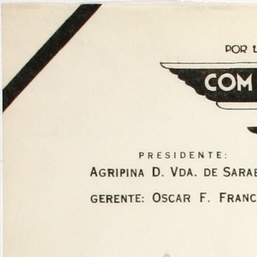 POR
COM
PRESIDENTE:
AGRIPINA D. VDA. DE SARAB
GERENTE: OSCAR F. FRANC